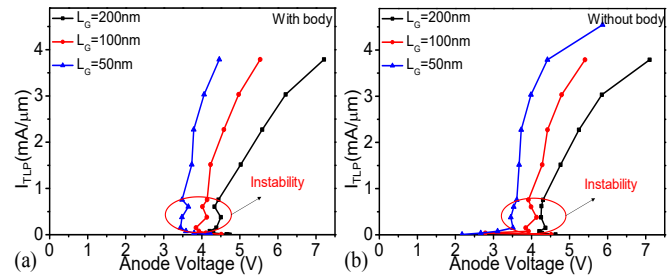 With body
L_G=200nm
L_G=100nm
L_G=50nm
4
3
2
1
0
I_TLP(mA/μm)
Instability
0 1 2 3 4 5 6 7
(a) Anode Voltage (V)
Without body
L_G=200nm
L_G=100nm
L_G=50nm
4
3
2
1
0
I_TLP(mA/μm)
Instability
0 1 2 3 4 5 6 7
(b) Anode Voltage (V)